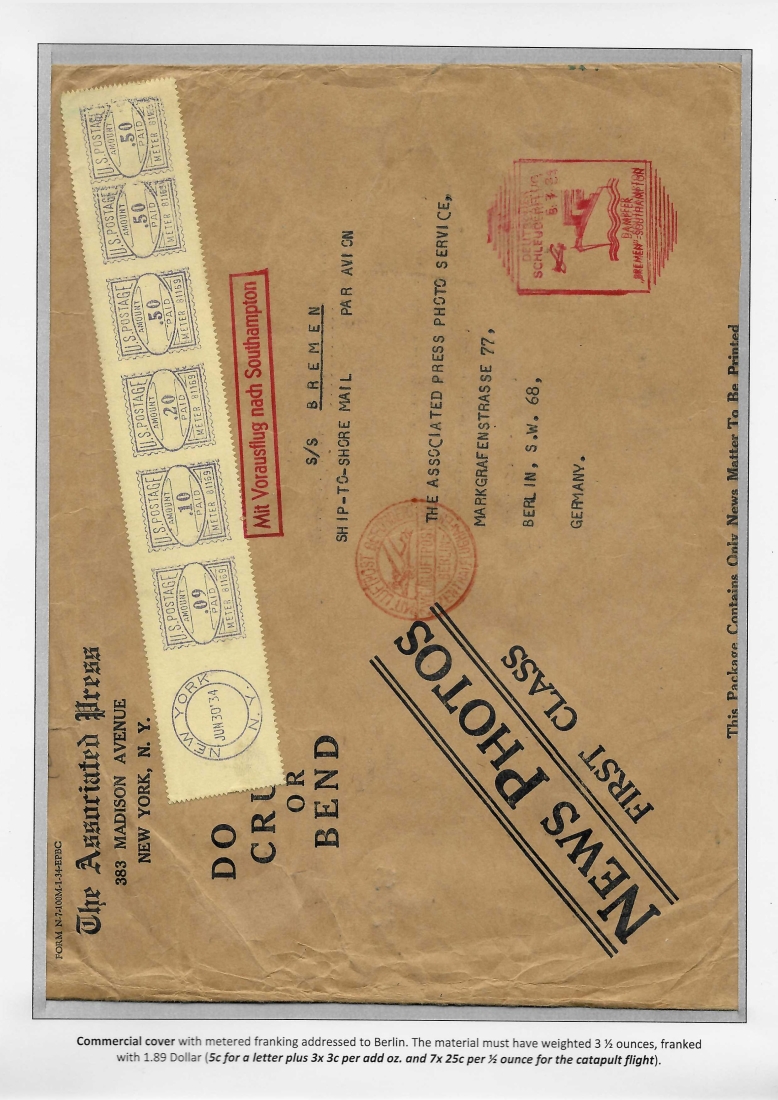 FORM N-7-100M-1-34-EPBC
The Associated Press
383 MADISON AVENUE
NEW YORK, N. Y.
U.S. POSTAGE
AMOUNT
.50
PAID
METER 81169
U.S. POSTAGE
AMOUNT
.50
PAID
METER 81169
U.S. POSTAGE
AMOUNT
.50
PAID
METER 81169
U.S. POSTAGE
AMOUNT
.20
PAID
METER 81169
U.S. POSTAGE
AMOUNT
.10
PAID
METER 81169
U.S. POSTAGE
AMOUNT
.09
PAID
METER 81169
NEW YORK
JUN 30 '34
N.Y.
DO
CRU
OR
BEND
Mit Vorausflug nach Southampton
S/S BREMEN
SHIP-TO-SHORE MAIL PAR AVION
THE ASSOCIATED PRESS PHOTO SERVICE,
MARKGRAFENSTRASSE 77,
BERLIN, S.W. 68,
GERMANY.
DEUTSCHER
SCHLEUDERFLUG
DAMPFER
"BREMEN"-SOUTHAMPTON
NEWS PHOTOS
FIRST CLASS
This Package Contains Only News Matter To Be Printed
Commercial cover with metered franking addressed to Berlin. The material must have weighted 3 ½ ounces, franked
with 1.89 Dollar (5c for a letter plus 3x 3c per add oz. and 7x 25c per ½ ounce for the catapult flight).